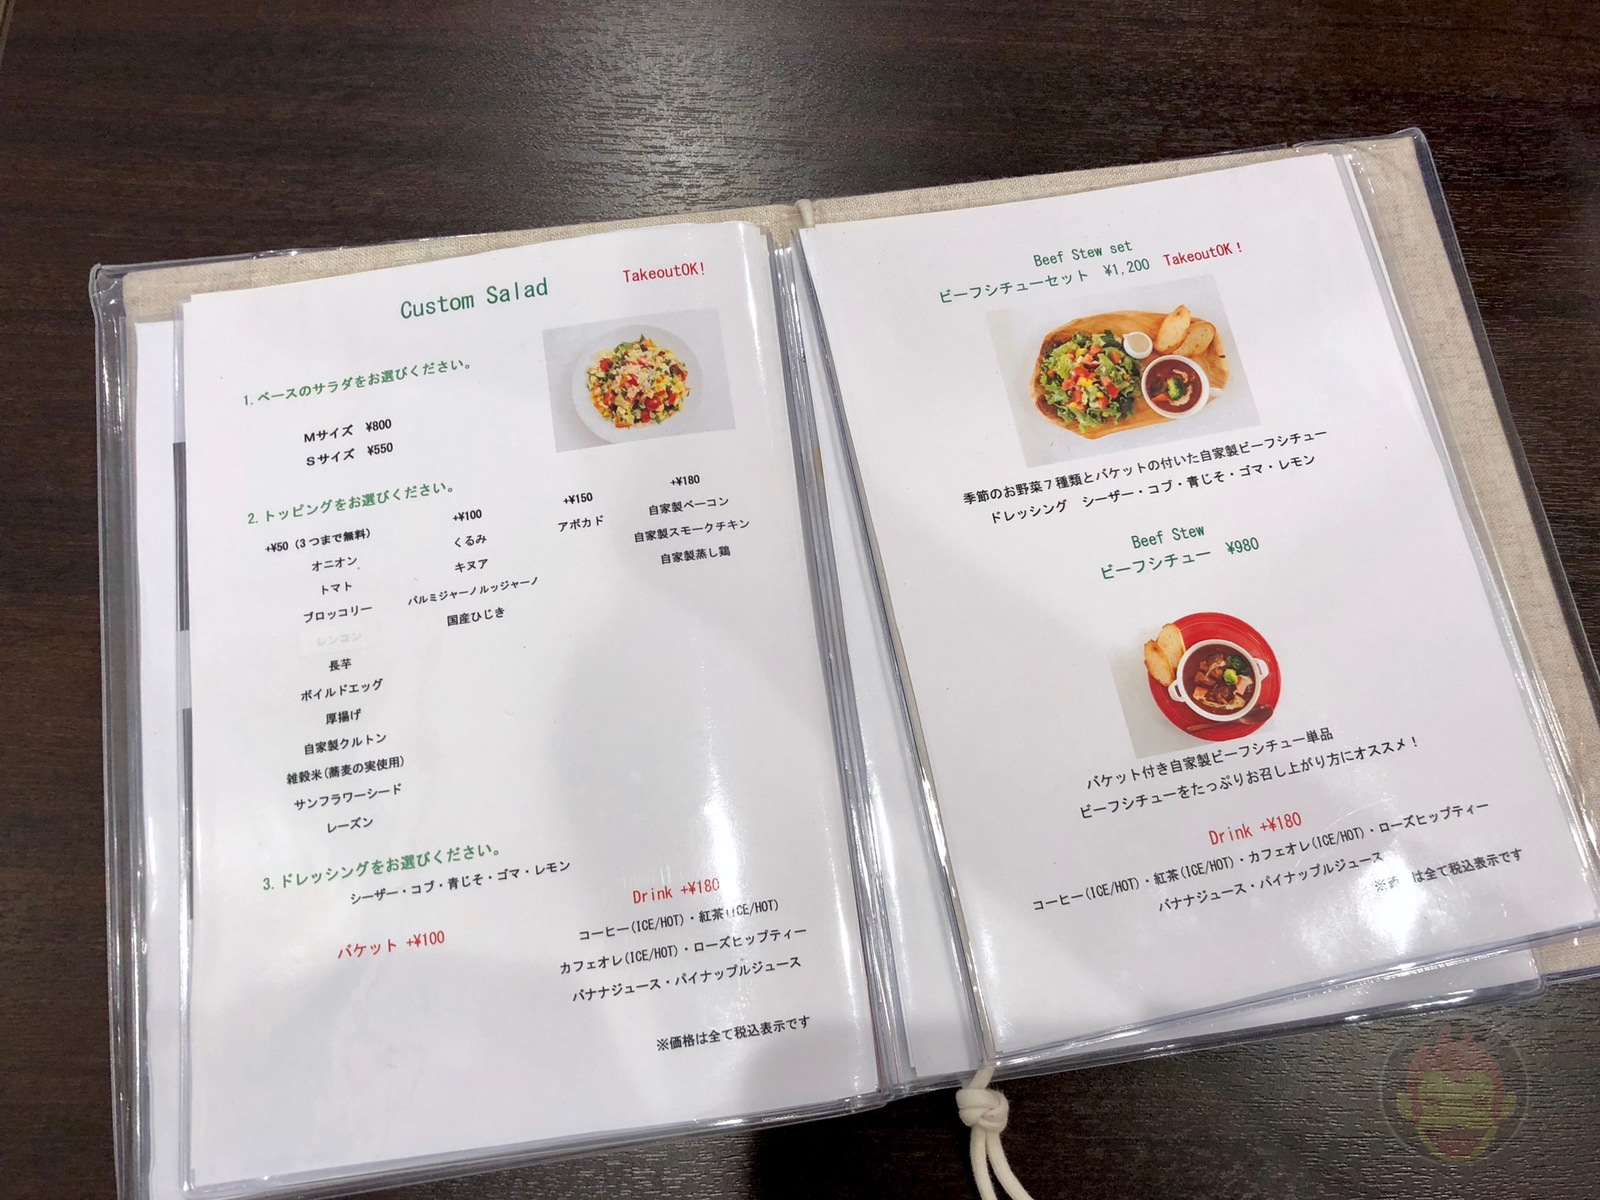 Custom Salad
TakeoutOK!
1.ベースのサラダをお選びください。
Mサイズ ¥800
Sサイズ ¥550
2.トッピングをお選びください。
+¥50（3つまで無料）
オニオン
トマト
ブロッコリー
レンコン
長芋
ボイルドエッグ
厚揚げ
自家製クルトン
雑穀米(蕎麦の実使用)
サンフラワーシード
レーズン
+¥100
くるみ
キヌア
パルミジャーノルッジャーノ
国産ひじき
+¥150
アボカド
+¥180
自家製ベーコン
自家製スモークチキン
自家製蒸し鶏
3.ドレッシングをお選びください。
シーザー・コブ・青じそ・ゴマ・レモン
バケット +¥100
Drink +¥180
コーヒー(ICE/HOT)・紅茶(ICE/HOT)
カフェオレ(ICE/HOT)・ローズヒップティー
バナナジュース・パイナップルジュース
※価格は全て税込表示です
Beef Stew set
ビーフシチューセット ¥1,200 TakeoutOK！
季節のお野菜７種類とバケットの付いた自家製ビーフシチュー
ドレッシング シーザー・コブ・青じそ・ゴマ・レモン
Beef Stew
ビーフシチュー ¥980
バケット付き自家製ビーフシチュー単品
ビーフシチューをたっぷりお召し上がり方にオススメ！
Drink +¥180
コーヒー(ICE/HOT)・紅茶(ICE/HOT)・カフェオレ(ICE/HOT)・ローズヒップティー
バナナジュース・パイナップルジュース
は全て税込表示です